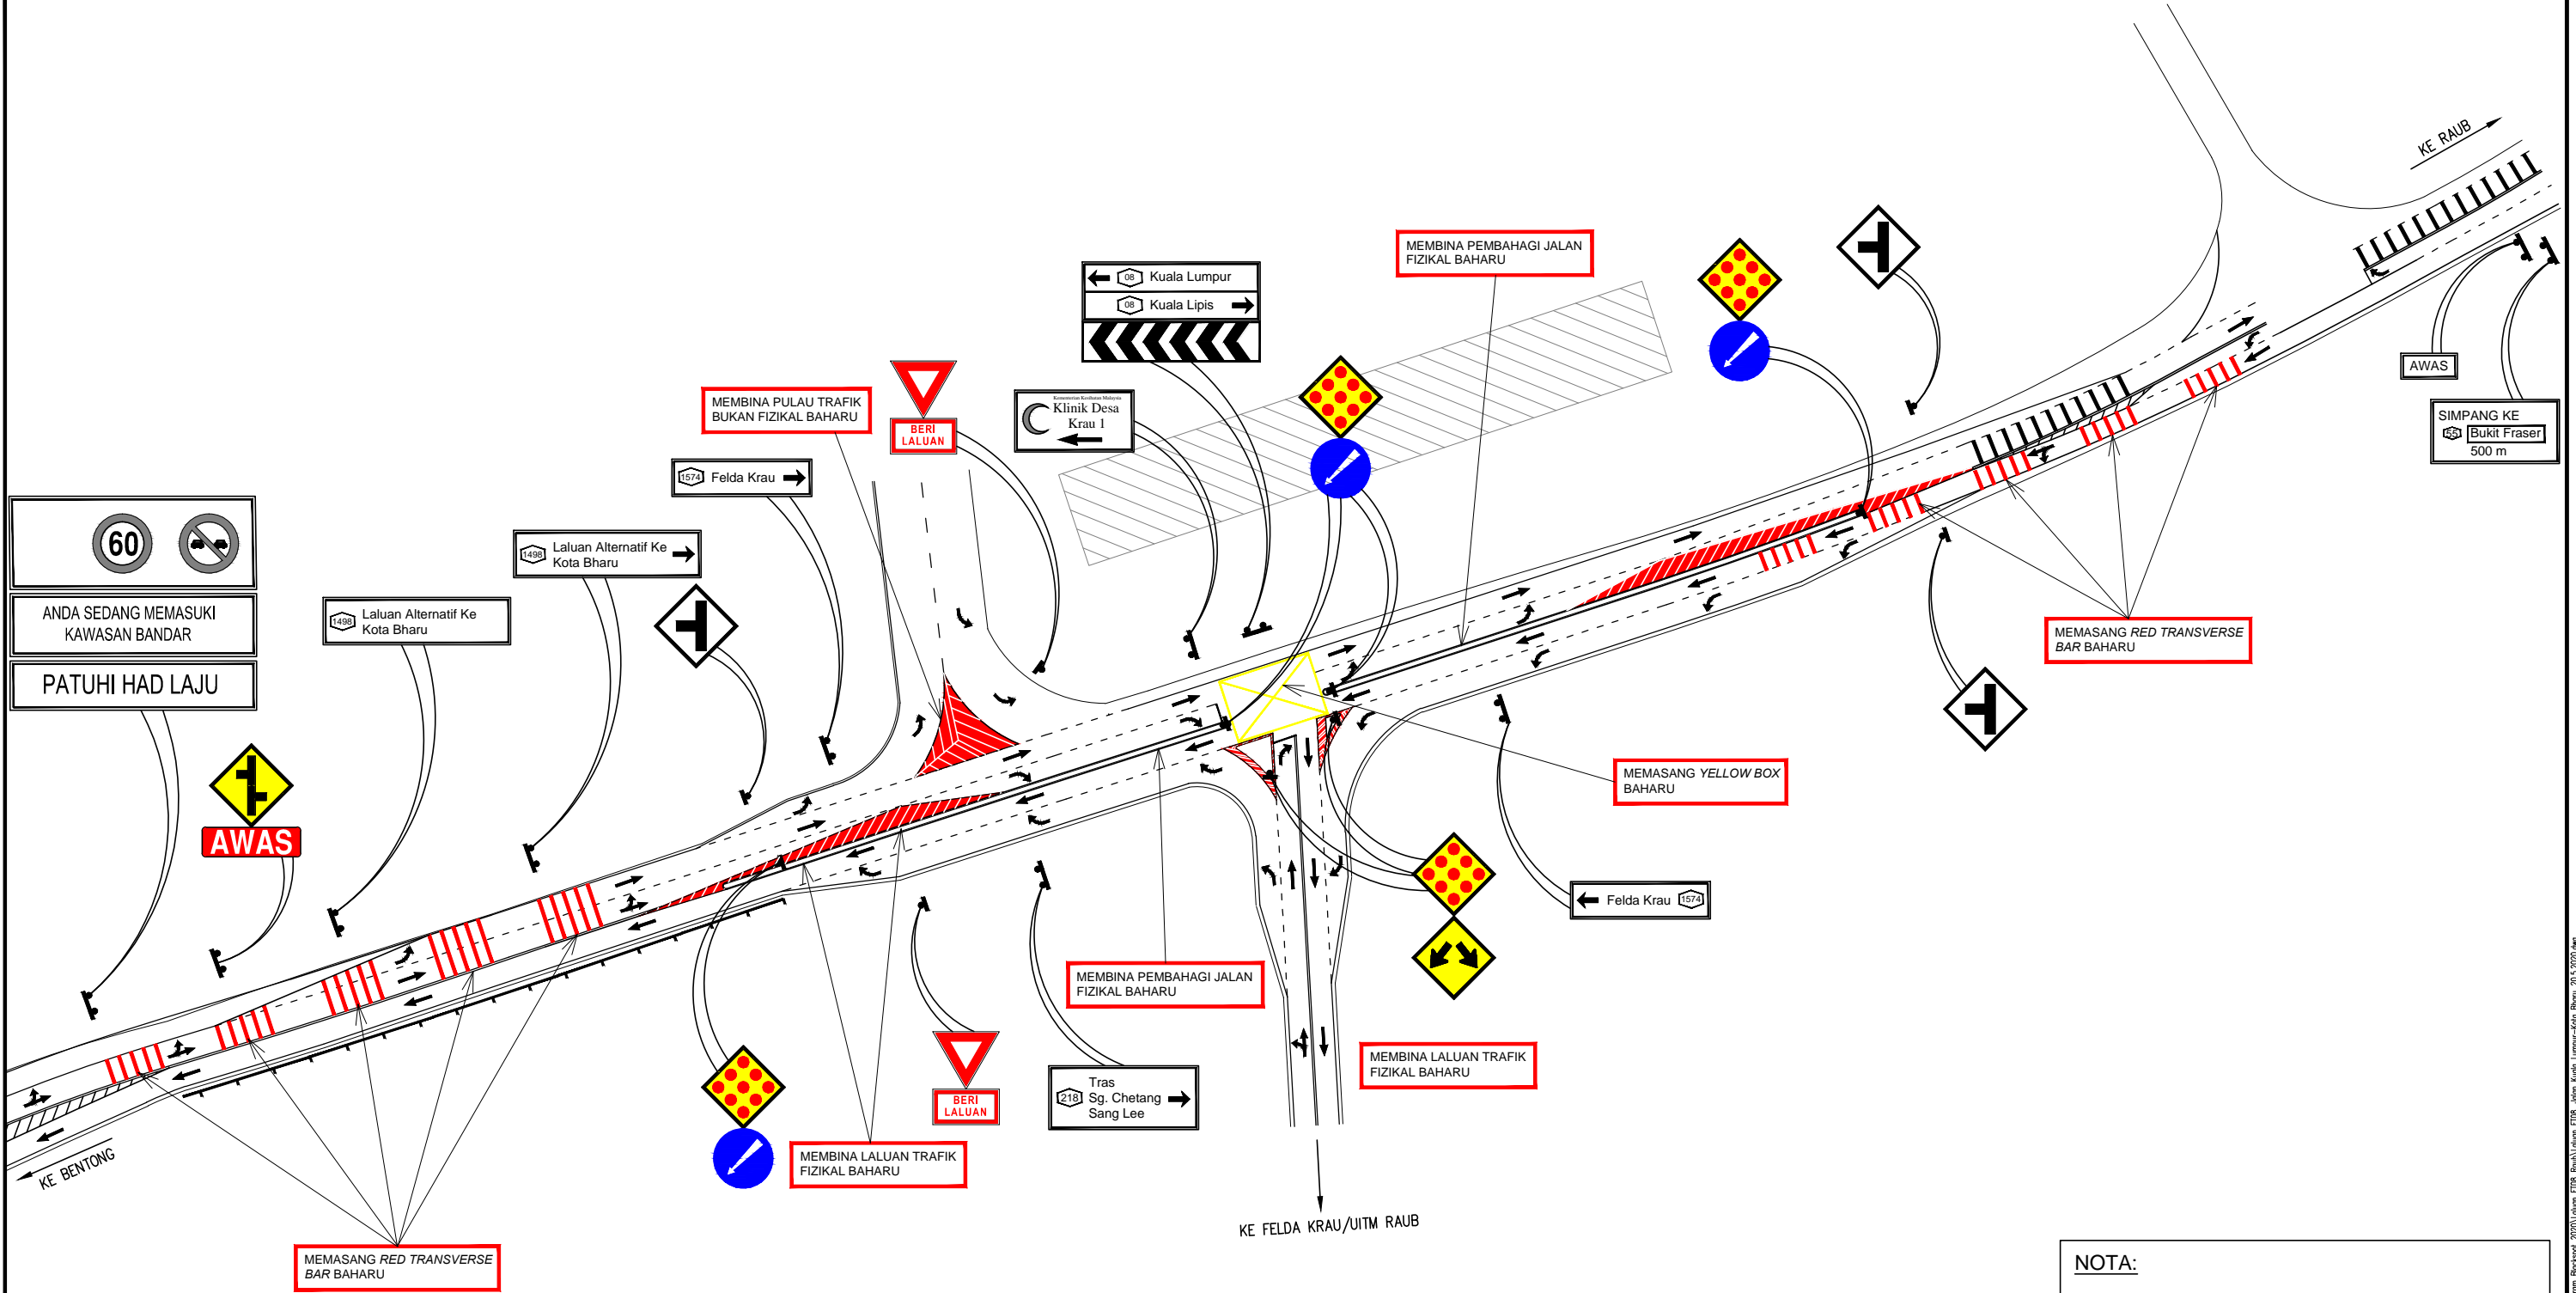 KE RAUB
MEMBINA PEMBAHAGI JALAN
FIZIKAL BAHARU
08 Kuala Lumpur
08 Kuala Lipis
AWAS
SIMPANG KE
55 Bukit Fraser
500 m
MEMBINA PULAU TRAFIK
BUKAN FIZIKAL BAHARU
BERI
LALUAN
Kementerian Kesihatan Malaysia
Klinik Desa
Krau 1
1574 Felda Krau
60
ANDA SEDANG MEMASUKI
KAWASAN BANDAR
PATUHI HAD LAJU
1498 Laluan Alternatif Ke
Kota Bharu
1498 Laluan Alternatif Ke
Kota Bharu
AWAS
MEMASANG RED TRANSVERSE
BAR BAHARU
MEMASANG YELLOW BOX
BAHARU
Felda Krau 1574
MEMBINA PEMBAHAGI JALAN
FIZIKAL BAHARU
MEMBINA LALUAN TRAFIK
FIZIKAL BAHARU
218 Tras
Sg. Chetang
Sang Lee
BERI
LALUAN
MEMBINA LALUAN TRAFIK
FIZIKAL BAHARU
KE BENTONG
KE FELDA KRAU/UITM RAUB
MEMASANG RED TRANSVERSE
BAR BAHARU
NOTA: